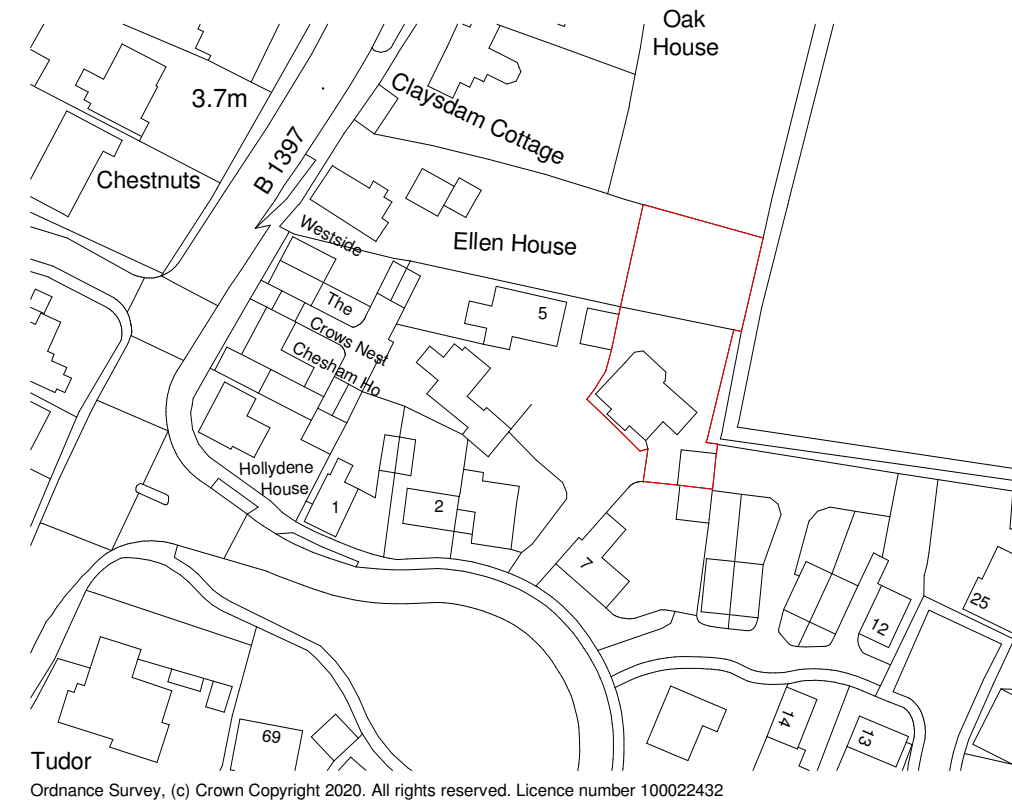 Oak
House
3.7m
Claysdam Cottage
B 1397
Chestnuts
Westside
Ellen House
The
Crows Nest
5
Chesham Ho
Hollydene
House
1
2
7
25
12
14
13
69
Tudor
Ordnance Survey, (c) Crown Copyright 2020. All rights reserved. Licence number 100022432